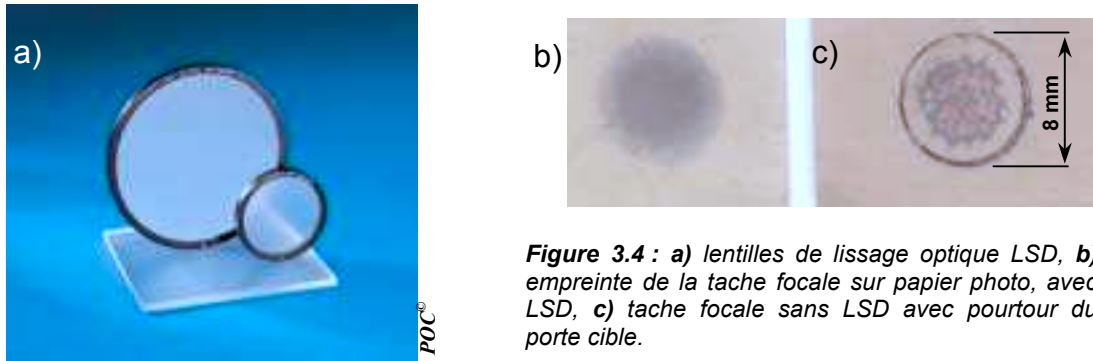 a)
POC©
b)
c)
8 mm
Figure 3.4 : a) lentilles de lissage optique LSD, b)
empreinte de la tache focale sur papier photo, avec
LSD, c) tache focale sans LSD avec pourtour du
porte cible.